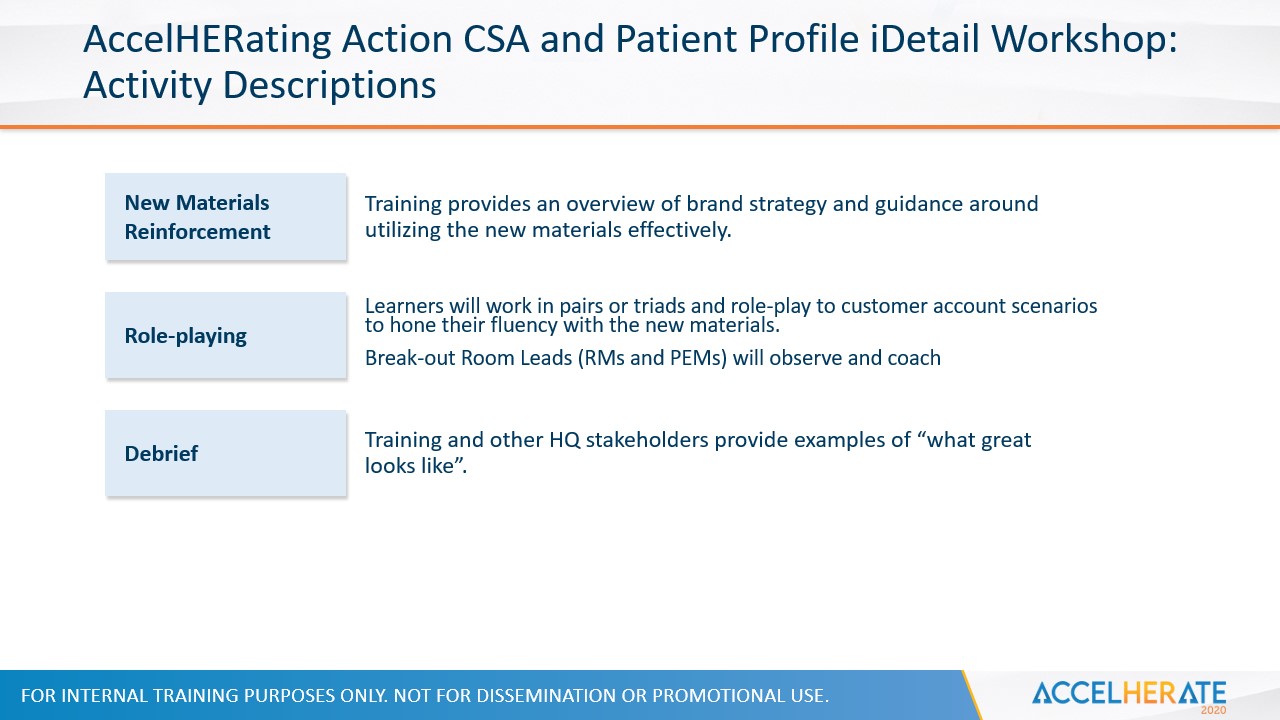 AccelHERating Action CSA and Patient Profile iDetail Workshop:
Activity Descriptions
New Materials
Reinforcement
Training provides an overview of brand strategy and guidance around
utilizing the new materials effectively.
Role-playing
Learners will work in pairs or triads and role-play to customer account scenarios
to hone their fluency with the new materials.
Break-out Room Leads (RMs and PEMs) will observe and coach
Debrief
Training and other HQ stakeholders provide examples of “what great
looks like”.
FOR INTERNAL TRAINING PURPOSES ONLY. NOT FOR DISSEMINATION OR PROMOTIONAL USE.
ACCELHERATE
2020